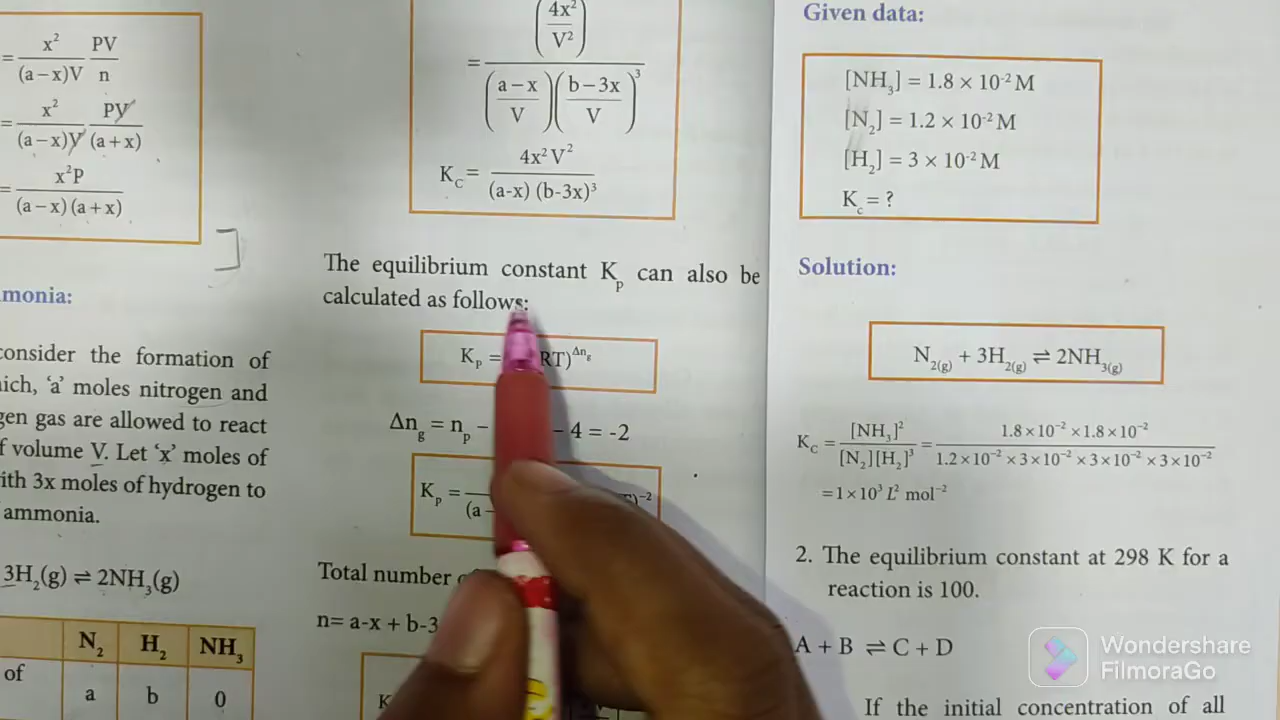 = x² / (a−x)V PV / n
= x² / (a−x)V PV / (a+x)
= x²P / (a−x)(a+x)
monia:
consider the formation of
ich, ‘a’ moles nitrogen and
gen gas are allowed to react
f volume V. Let ‘x’ moles of
ith 3x moles of hydrogen to
ammonia.
3H₂(g) ⇌ 2NH₃(g)
N₂ H₂ NH₃
of
a b 0
(4x² / V²)
= / ((a−x) / V)((b−3x) / V)³
K_C = 4x²V² / (a-x) (b-3x)³
The equilibrium constant K_p can also be
calculated as follows:
K_p = RT)^Δn_g
Δn_g = n_p − − 4 = -2
K_p = (a )⁻²
Total number
n= a-x + b-3
K
Given data:
[NH₃] = 1.8 × 10⁻² M
[N₂] = 1.2 × 10⁻² M
[H₂] = 3 × 10⁻² M
K_c = ?
Solution:
N₂(g) + 3H₂(g) ⇌ 2NH₃(g)
K_C = [NH₃]² / [N₂][H₂]³ = 1.8×10⁻² ×1.8×10⁻² / 1.2×10⁻² ×3×10⁻² ×3×10⁻² ×3×10⁻²
=1×10³ L² mol⁻²
2. The equilibrium constant at 298 K for a
reaction is 100.
A + B ⇌ C + D
If the initial concentration of all
Wondershare
FilmoraGo